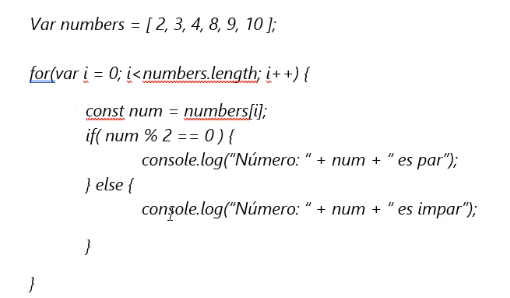 Var numbers = [ 2, 3, 4, 8, 9, 10 ];
for(var i = 0; i<numbers.length; i++) {
const num = numbers[i];
if( num % 2 == 0 ) {
console.log(“Número: “ + num + “ es par”);
} else {
console.log(“Número: “ + num + “ es impar”);
}
}